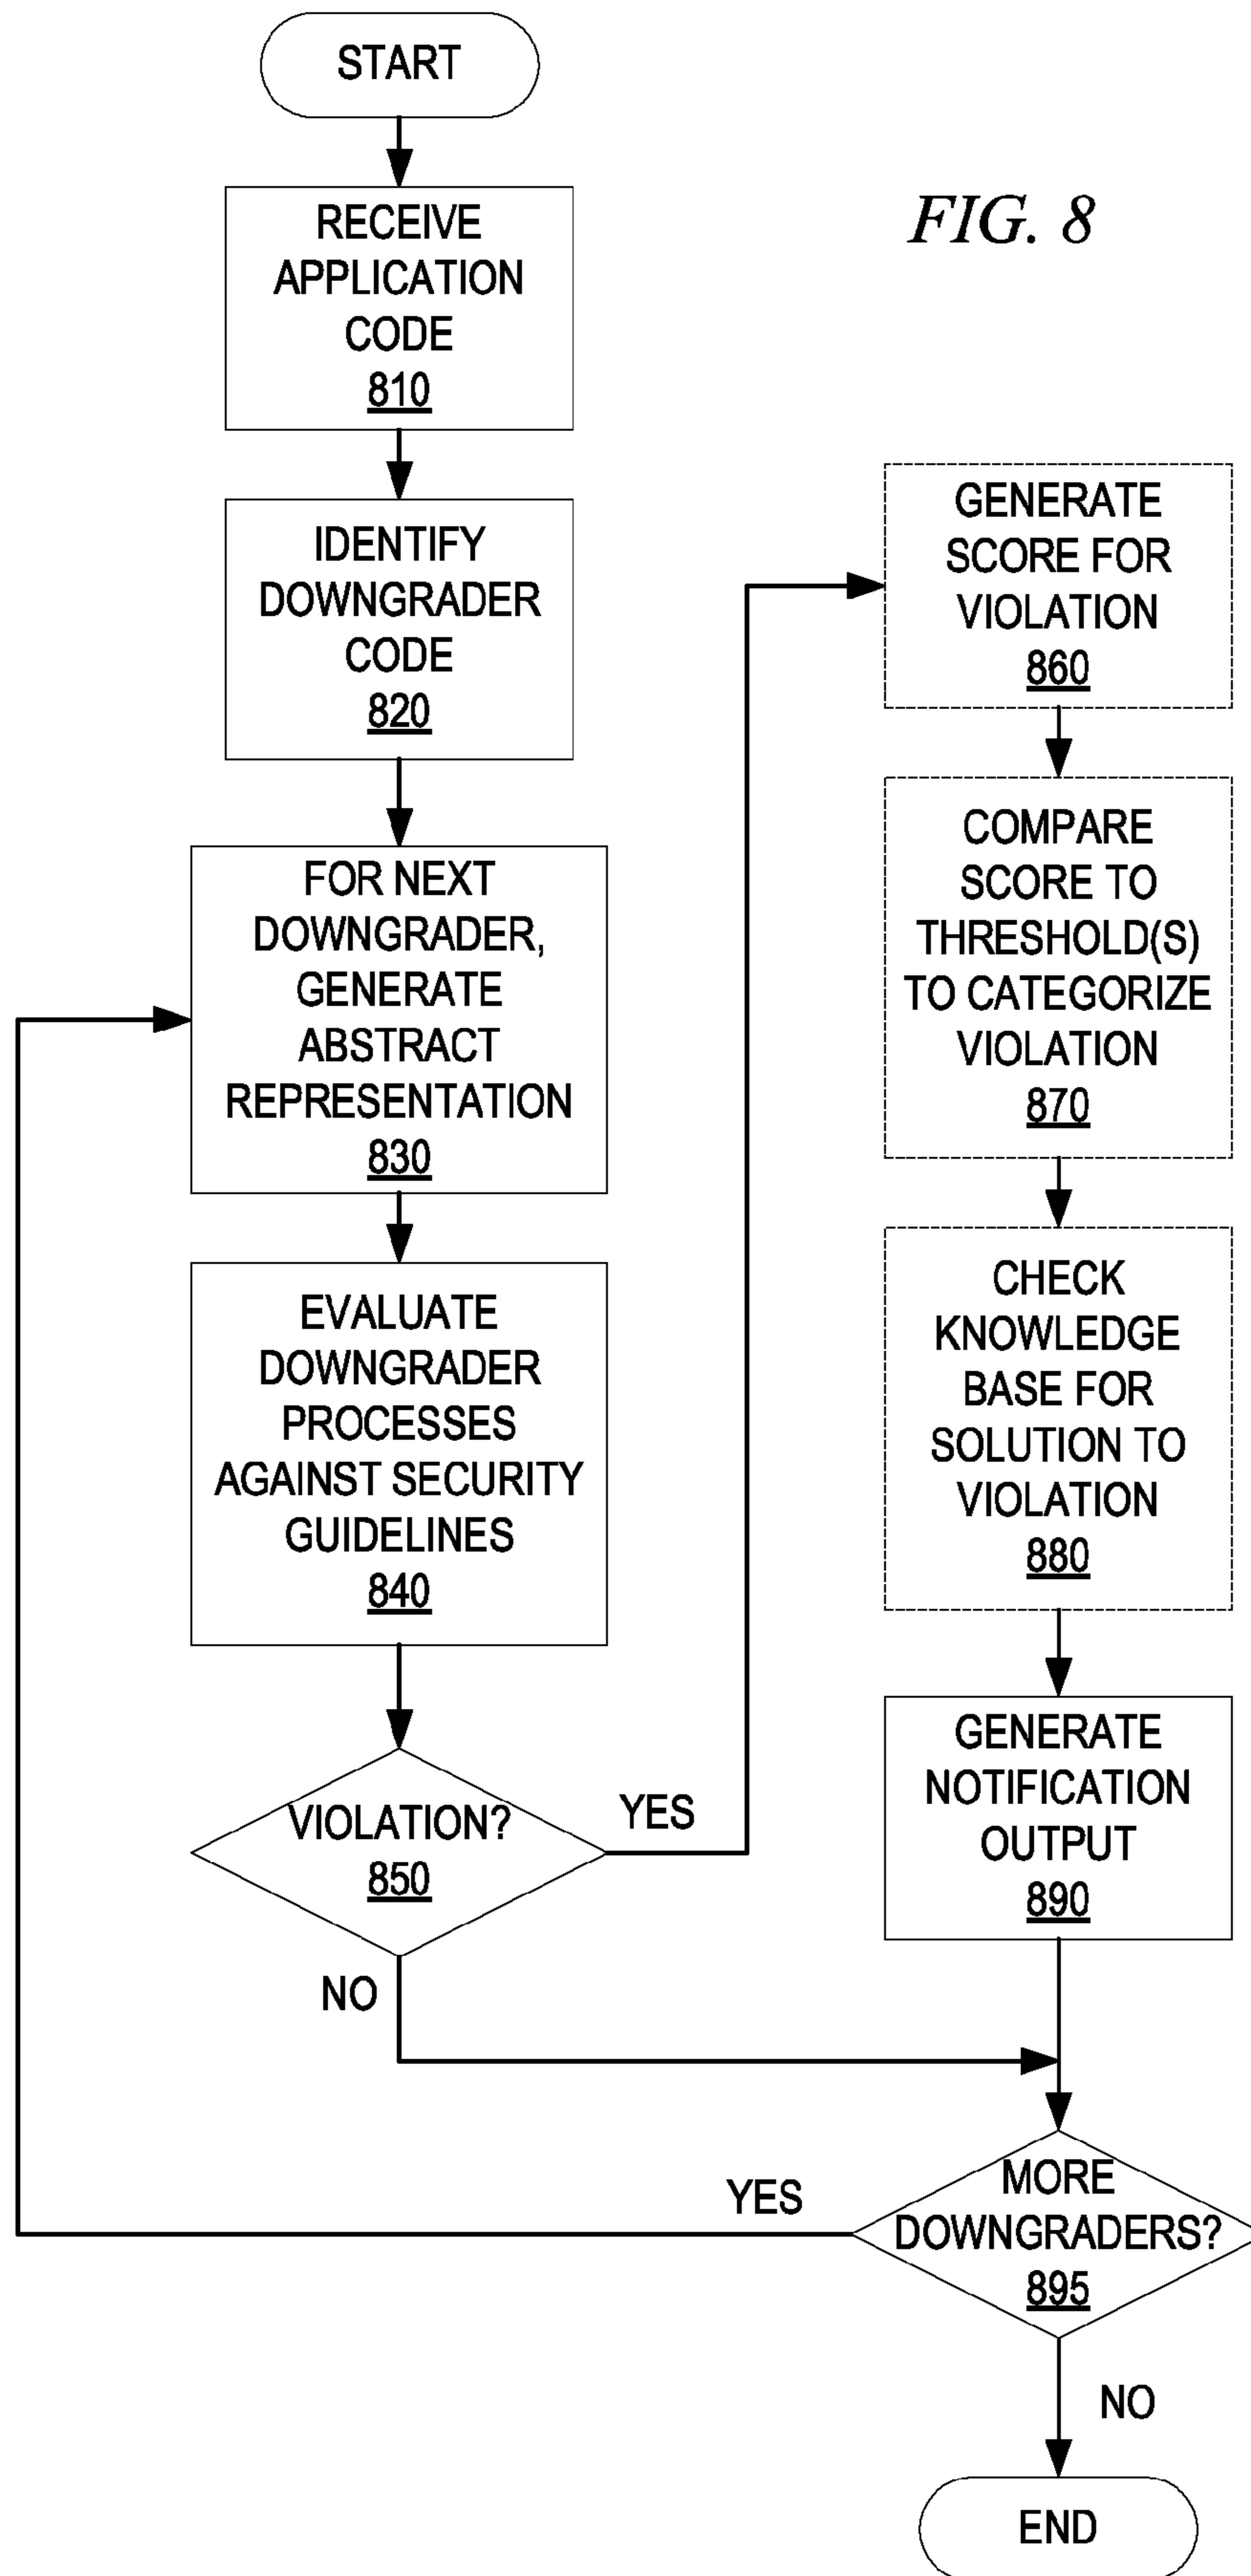 START
FIG. 8
RECEIVE
APPLICATION
CODE
810
IDENTIFY
DOWNGRADER
CODE
820
FOR NEXT
DOWNGRADER,
GENERATE
ABSTRACT
REPRESENTATION
830
EVALUATE
DOWNGRADER
PROCESSES
AGAINST SECURITY
GUIDELINES
840
VIOLATION?
850
YES
NO
GENERATE
SCORE FOR
VIOLATION
860
COMPARE
SCORE TO
THRESHOLD(S)
TO CATEGORIZE
VIOLATION
870
CHECK
KNOWLEDGE
BASE FOR
SOLUTION TO
VIOLATION
880
GENERATE
NOTIFICATION
OUTPUT
890
MORE
DOWNGRADERS?
895
YES
NO
END